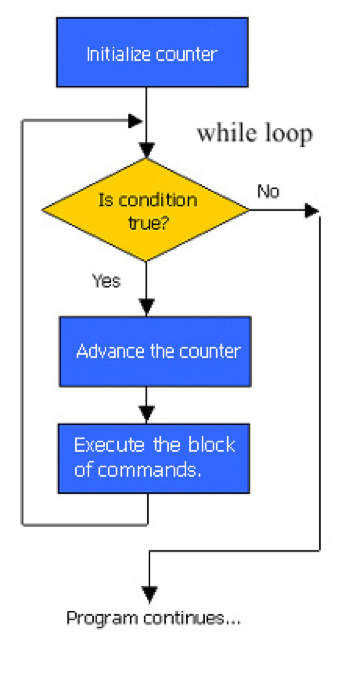 Initialize counter
while loop
Is condition
true?
No
Yes
Advance the counter
Execute the block
of commands.
Program continues...